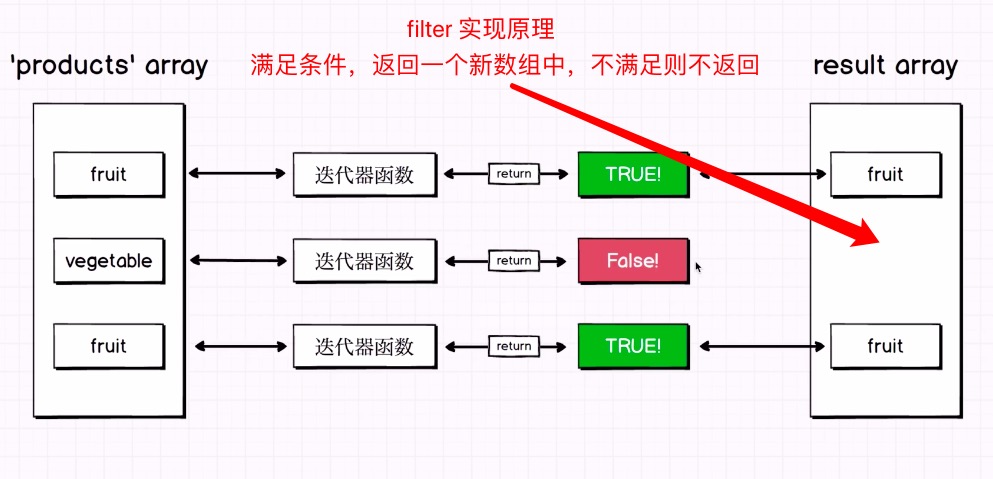 filter 实现原理
满足条件，返回一个新数组中，不满足则不返回
'products' array
result array
fruit
迭代器函数
return
TRUE!
fruit
vegetable
迭代器函数
return
False!
fruit
迭代器函数
return
TRUE!
fruit